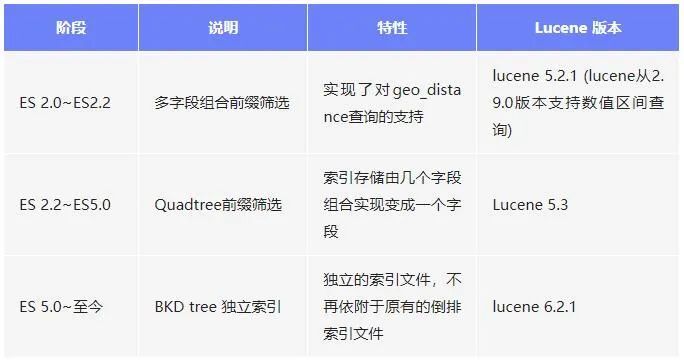 阶段
说明
特性
Lucene 版本
ES 2.0~ES2.2
多字段组合前缀筛选
实现了对geo_dista
nce查询的支持
lucene 5.2.1 (lucene从2.
9.0版本支持数值区间查
询)
ES 2.2~ES5.0
Quadtree前缀筛选
索引存储由几个字段
组合实现变成一个字
段
Lucene 5.3
ES 5.0~至今
BKD tree 独立索引
独立的索引文件，不
再依附于原有的倒排
索引文件
lucene 6.2.1